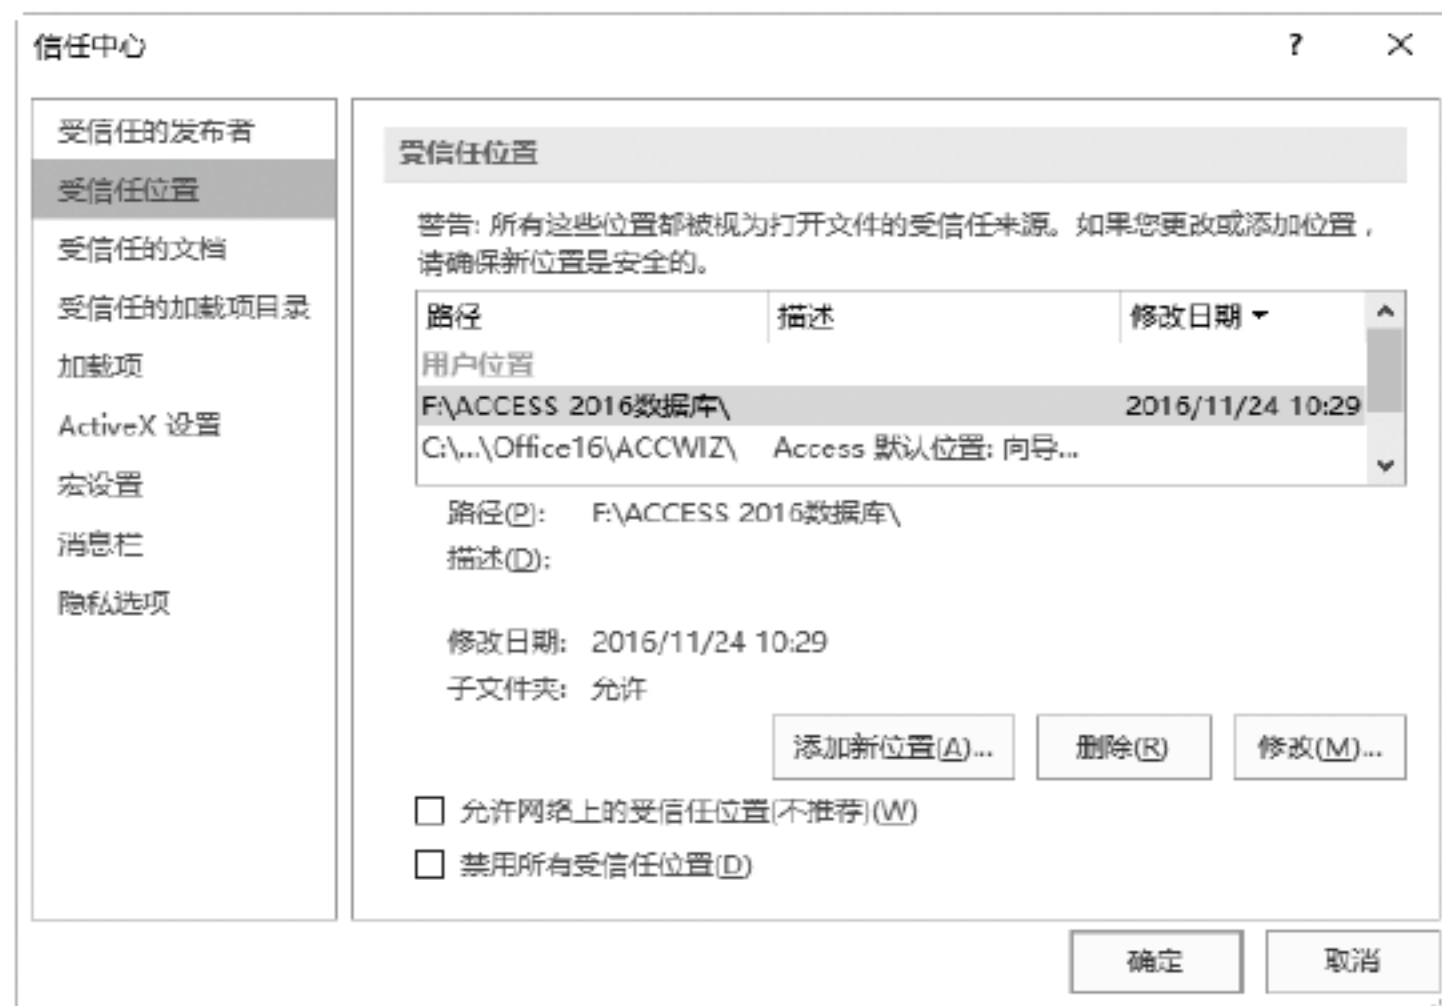 信任中心
?
受信任的发布者
受信任位置
受信任的文档
受信任的加载项目录
加载项
ActiveX 设置
宏设置
消息栏
隐私选项
受信任位置
警告: 所有这些位置都被视为打开文件的受信任来源。如果您更改或添加位置，
请确保新位置是安全的。
路径 描述 修改日期
用户位置
F:\ACCESS 2016数据库\ 2016/11/24 10:29
C:\...\Office16\ACCWIZ\ Access 默认位置: 向导...
路径(P): F:\ACCESS 2016数据库\
描述(D):
修改日期: 2016/11/24 10:29
子文件夹: 允许
添加新位置(A)... 删除(R) 修改(M)...
允许网络上的受信任位置(不推荐)(W)
禁用所有受信任位置(D)
确定 取消